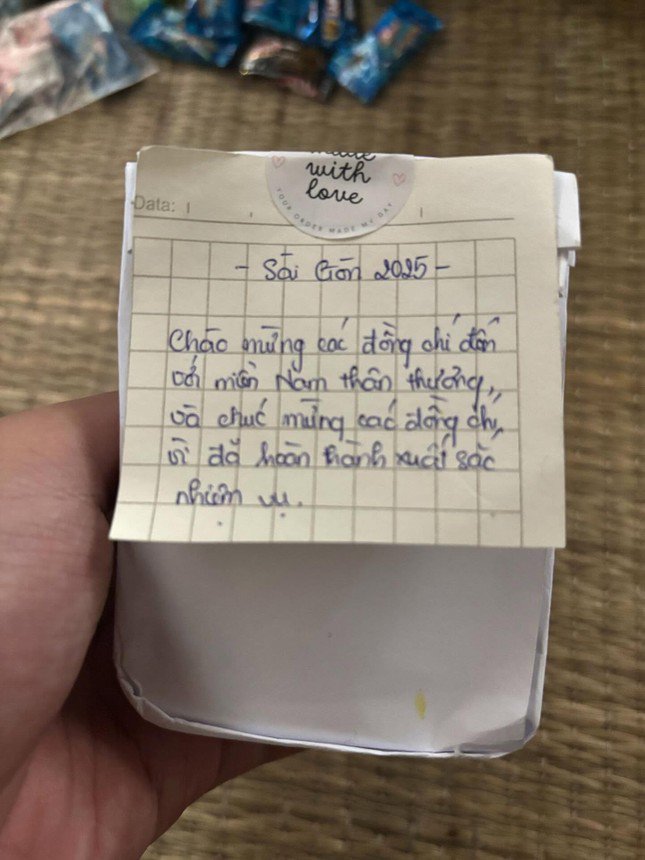 made
with
love
YOUR ORDER MADE MY DAY
Data:
- Sài Gòn 2025 -
Chào mừng các đồng chí đến
với miền Nam thân thương,,
và chúc mừng các đồng chí,
vì đã hoàn thành xuất sắc
nhiệm vụ.